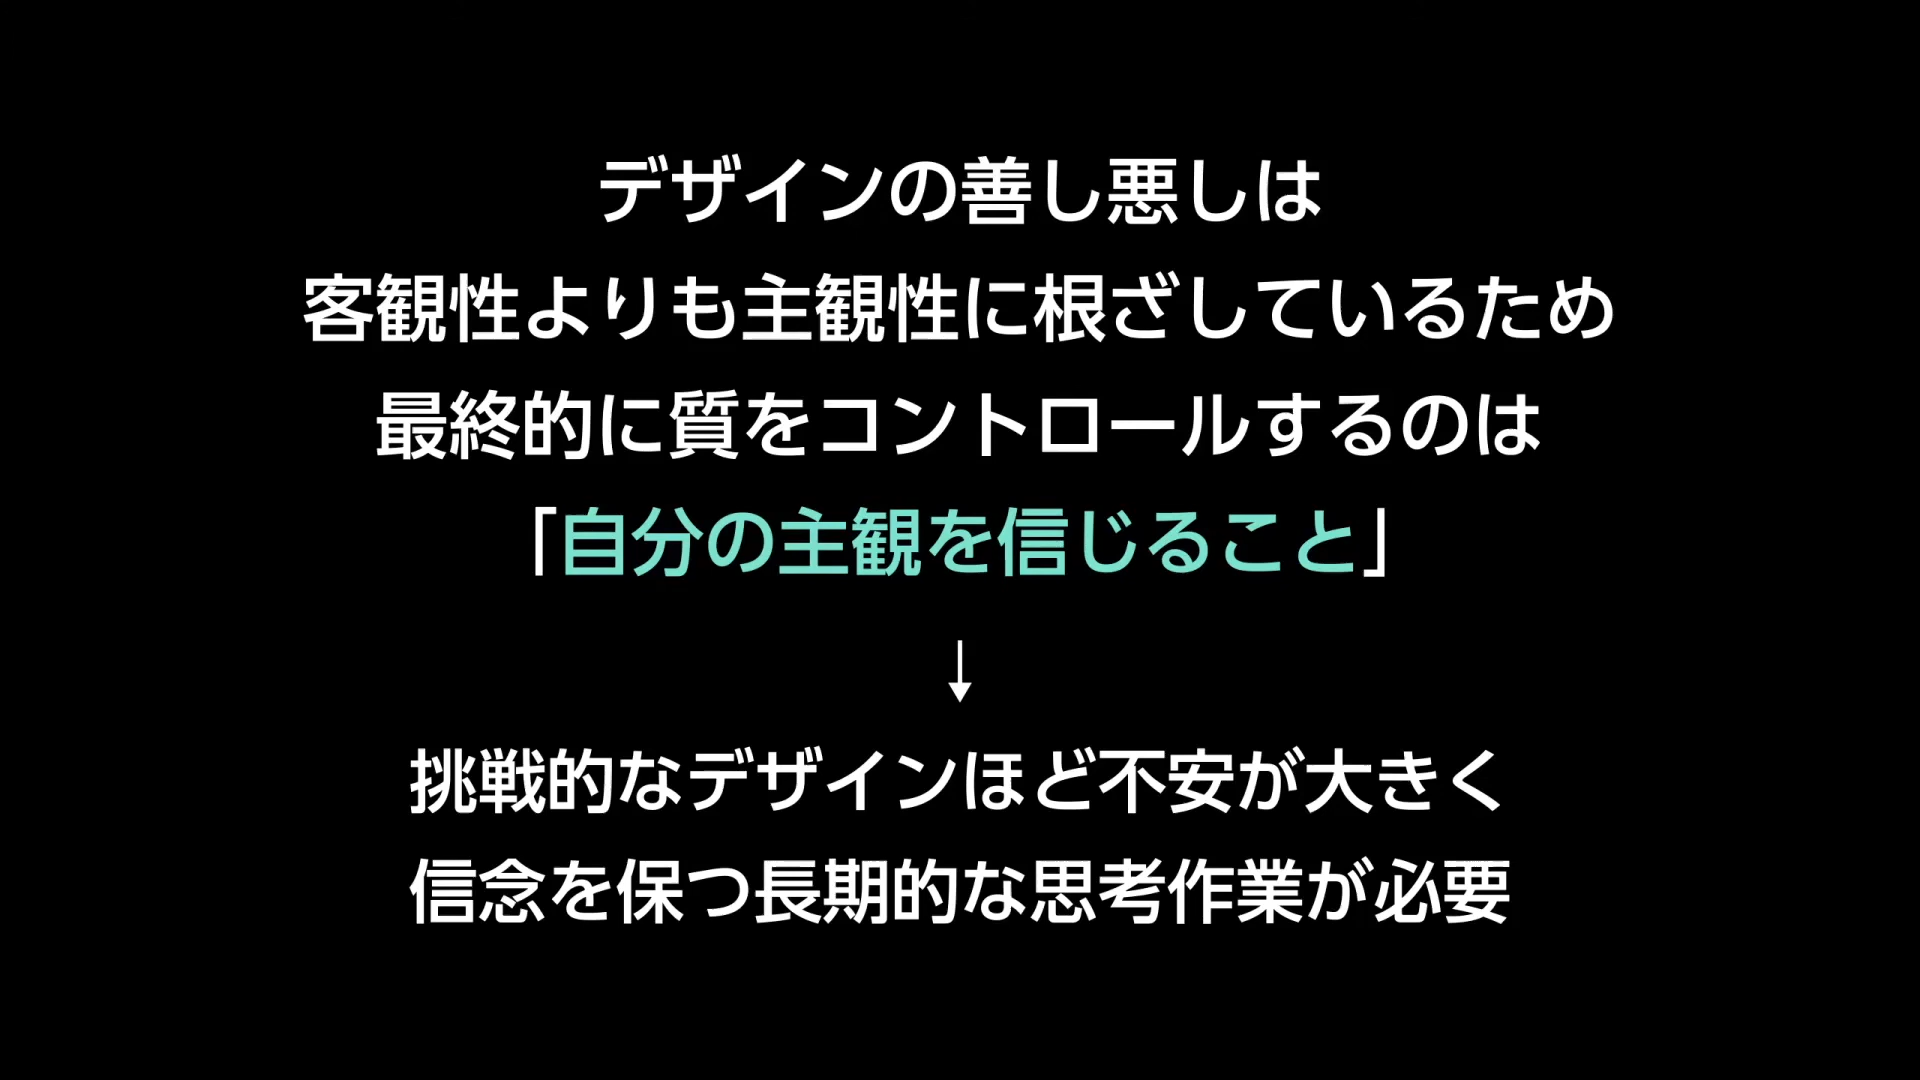 デザインの善し悪しは
客観性よりも主観性に根ざしているため
最終的に質をコントロールするのは
「自分の主観を信じること」
↓
挑戦的なデザインほど不安が大きく
信念を保つ長期的な思考作業が必要